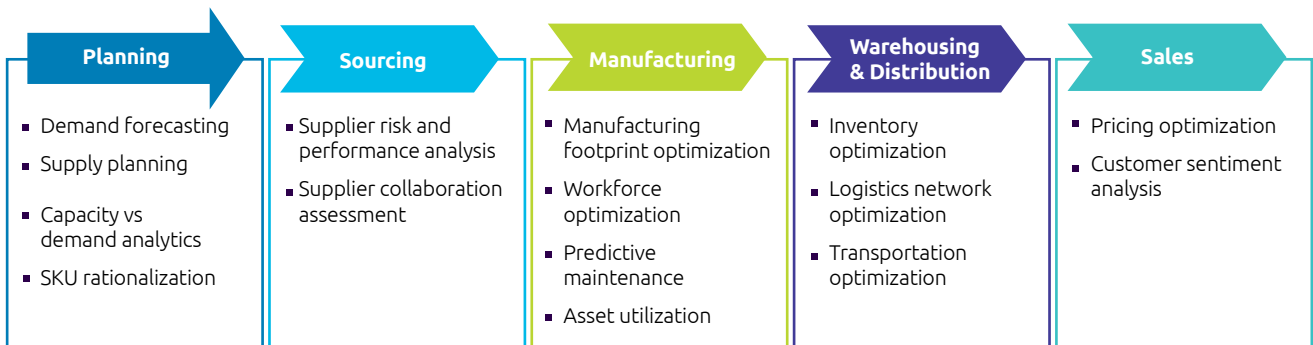 Planning
Demand forecasting
Supply planning
Capacity vs
demand analytics
SKU rationalization
Sourcing
Supplier risk and
performance analysis
Supplier collaboration
assessment
Manufacturing
Manufacturing
footprint optimization
Workforce
optimization
Predictive
maintenance
Asset utilization
Warehousing
& Distribution
Inventory
optimization
Logistics network
optimization
Transportation
optimization
Sales
Pricing optimization
Customer sentiment
analysis